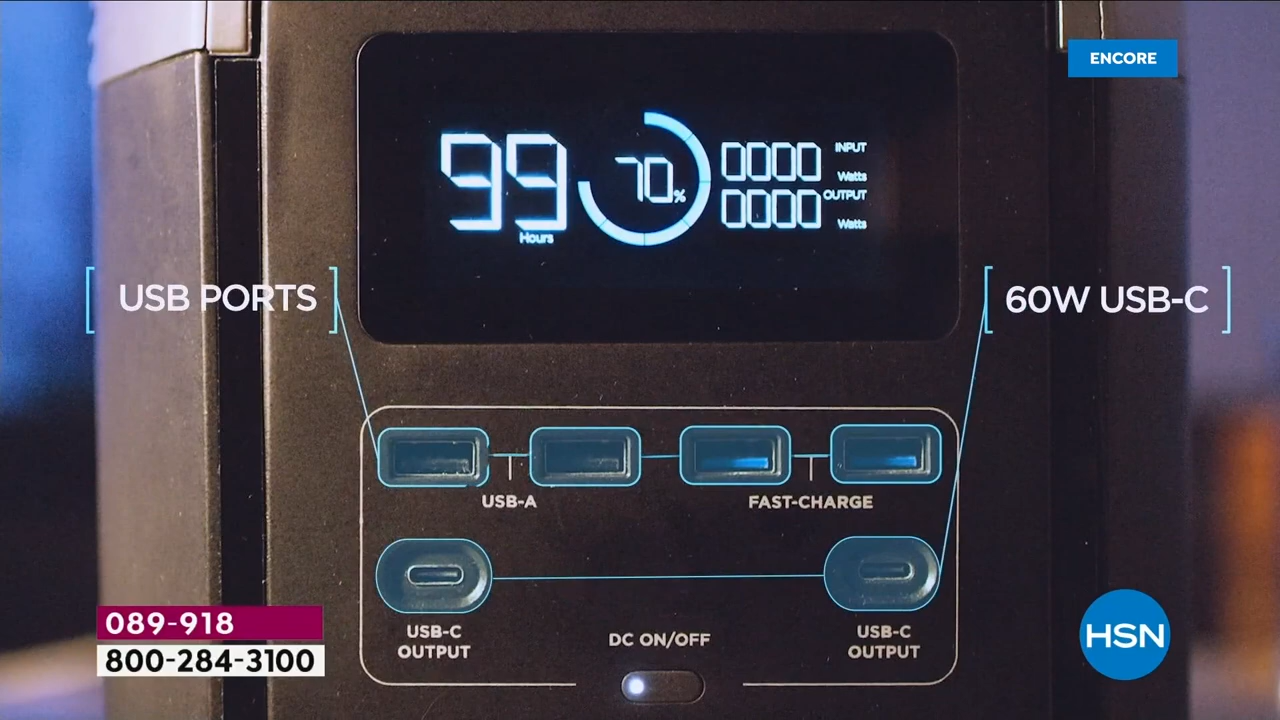 ENCORE
99
Hours
70%
0000
INPUT
Watts
0000
OUTPUT
Watts
USB PORTS
60W USB-C
USB-A
FAST-CHARGE
USB-C
OUTPUT
DC ON/OFF
USB-C
OUTPUT
089-918
800-284-3100
HSN